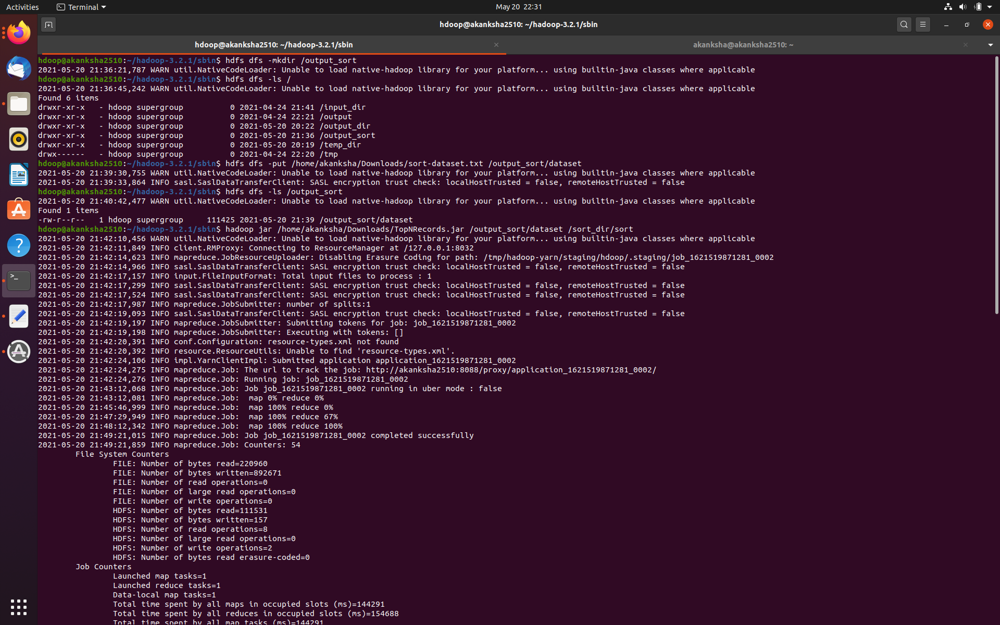 Activities
Terminal
May 20 22:31
hdoop@akanksha2510: ~/hadoop-3.2.1/sbin
hdoop@akanksha2510: ~/hadoop-3.2.1/sbin
akanksha@akanksha2510: ~
hdoop@akanksha2510:~/hadoop-3.2.1/sbin$ hdfs dfs -mkdir /output_sort
2021-05-20 21:36:21,787 WARN util.NativeCodeLoader: Unable to load native-hadoop library for your platform... using builtin-java classes where applicable
hdoop@akanksha2510:~/hadoop-3.2.1/sbin$ hdfs dfs -ls /
2021-05-20 21:36:45,242 WARN util.NativeCodeLoader: Unable to load native-hadoop library for your platform... using builtin-java classes where applicable
Found 6 items
drwxr-xr-x   - hdoop supergroup          0 2021-04-24 21:41 /input_dir
drwxr-xr-x   - hdoop supergroup          0 2021-04-24 22:21 /output
drwxr-xr-x   - hdoop supergroup          0 2021-05-20 20:22 /output_dir
drwxr-xr-x   - hdoop supergroup          0 2021-05-20 21:36 /output_sort
drwxr-xr-x   - hdoop supergroup          0 2021-05-20 20:19 /temp_dir
drwx------   - hdoop supergroup          0 2021-04-24 22:20 /tmp
hdoop@akanksha2510:~/hadoop-3.2.1/sbin$ hdfs dfs -put /home/akanksha/Downloads/sort-dataset.txt /output_sort/dataset
2021-05-20 21:39:30,755 WARN util.NativeCodeLoader: Unable to load native-hadoop library for your platform... using builtin-java classes where applicable
2021-05-20 21:39:33,864 INFO sasl.SaslDataTransferClient: SASL encryption trust check: localHostTrusted = false, remoteHostTrusted = false
hdoop@akanksha2510:~/hadoop-3.2.1/sbin$ hdfs dfs -ls /output_sort
2021-05-20 21:40:42,477 WARN util.NativeCodeLoader: Unable to load native-hadoop library for your platform... using builtin-java classes where applicable
Found 1 items
-rw-r--r--   1 hdoop supergroup     111425 2021-05-20 21:39 /output_sort/dataset
hdoop@akanksha2510:~/hadoop-3.2.1/sbin$ hadoop jar /home/akanksha/Downloads/TopNRecords.jar /output_sort/dataset /sort_dir/sort
2021-05-20 21:42:10,456 WARN util.NativeCodeLoader: Unable to load native-hadoop library for your platform... using builtin-java classes where applicable
2021-05-20 21:42:11,849 INFO client.RMProxy: Connecting to ResourceManager at /127.0.0.1:8032
2021-05-20 21:42:14,623 INFO mapreduce.JobResourceUploader: Disabling Erasure Coding for path: /tmp/hadoop-yarn/staging/hdoop/.staging/job_1621519871281_0002
2021-05-20 21:42:14,966 INFO sasl.SaslDataTransferClient: SASL encryption trust check: localHostTrusted = false, remoteHostTrusted = false
2021-05-20 21:42:17,157 INFO input.FileInputFormat: Total input files to process : 1
2021-05-20 21:42:17,299 INFO sasl.SaslDataTransferClient: SASL encryption trust check: localHostTrusted = false, remoteHostTrusted = false
2021-05-20 21:42:17,524 INFO sasl.SaslDataTransferClient: SASL encryption trust check: localHostTrusted = false, remoteHostTrusted = false
2021-05-20 21:42:17,987 INFO mapreduce.JobSubmitter: number of splits:1
2021-05-20 21:42:19,093 INFO sasl.SaslDataTransferClient: SASL encryption trust check: localHostTrusted = false, remoteHostTrusted = false
2021-05-20 21:42:19,197 INFO mapreduce.JobSubmitter: Submitting tokens for job: job_1621519871281_0002
2021-05-20 21:42:19,198 INFO mapreduce.JobSubmitter: Executing with tokens: []
2021-05-20 21:42:20,391 INFO conf.Configuration: resource-types.xml not found
2021-05-20 21:42:20,392 INFO resource.ResourceUtils: Unable to find 'resource-types.xml'.
2021-05-20 21:42:24,106 INFO impl.YarnClientImpl: Submitted application application_1621519871281_0002
2021-05-20 21:42:24,275 INFO mapreduce.Job: The url to track the job: http://akanksha2510:8088/proxy/application_1621519871281_0002/
2021-05-20 21:42:24,276 INFO mapreduce.Job: Running job: job_1621519871281_0002
2021-05-20 21:43:12,068 INFO mapreduce.Job: Job job_1621519871281_0002 running in uber mode : false
2021-05-20 21:43:12,081 INFO mapreduce.Job:  map 0% reduce 0%
2021-05-20 21:45:46,999 INFO mapreduce.Job:  map 100% reduce 0%
2021-05-20 21:47:29,949 INFO mapreduce.Job:  map 100% reduce 67%
2021-05-20 21:48:12,342 INFO mapreduce.Job:  map 100% reduce 100%
2021-05-20 21:49:21,015 INFO mapreduce.Job: Job job_1621519871281_0002 completed successfully
2021-05-20 21:49:21,859 INFO mapreduce.Job: Counters: 54
File System Counters
FILE: Number of bytes read=220960
FILE: Number of bytes written=892671
FILE: Number of read operations=0
FILE: Number of large read operations=0
FILE: Number of write operations=0
HDFS: Number of bytes read=111531
HDFS: Number of bytes written=157
HDFS: Number of read operations=8
HDFS: Number of large read operations=0
HDFS: Number of write operations=2
HDFS: Number of bytes read erasure-coded=0
Job Counters
Launched map tasks=1
Launched reduce tasks=1
Data-local map tasks=1
Total time spent by all maps in occupied slots (ms)=144291
Total time spent by all reduces in occupied slots (ms)=154688
Total time spent by all map tasks (ms)=144291